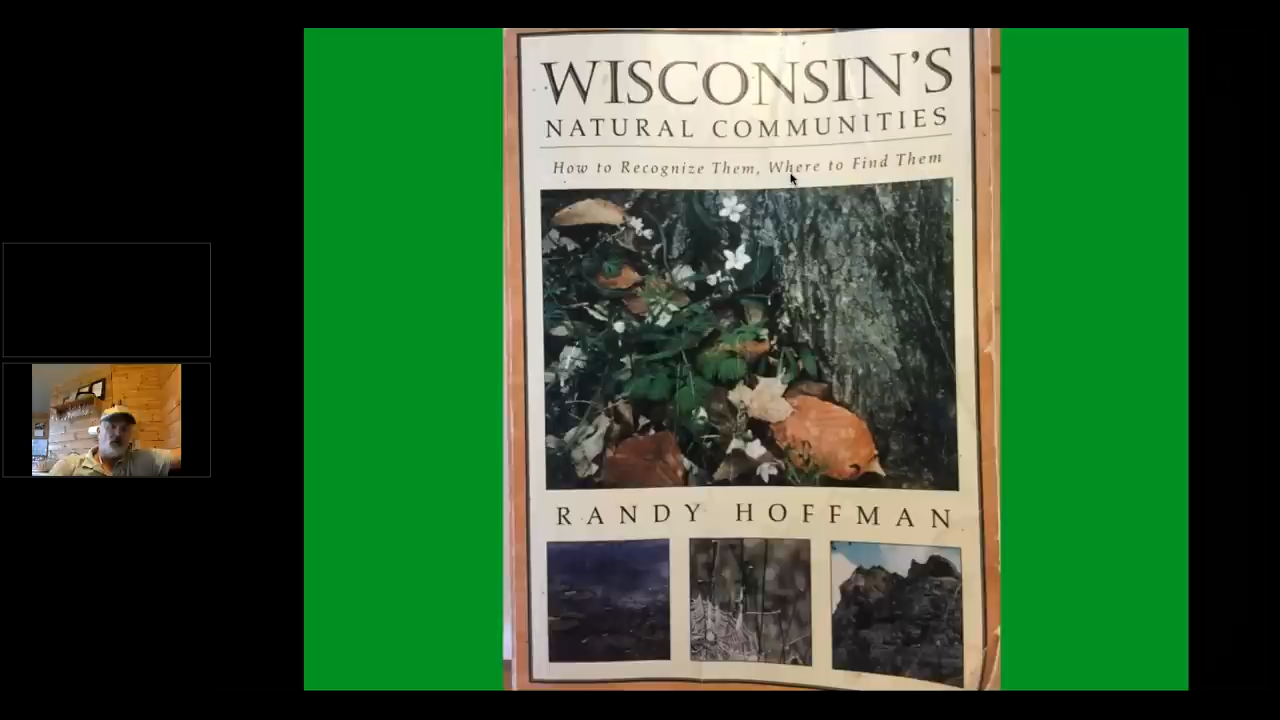 WISCONSIN'S
NATURAL COMMUNITIES
How to Recognize Them, Where to Find Them
RANDY HOFFMAN